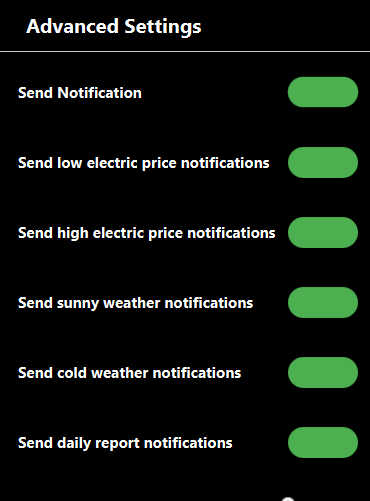 Advanced Settings
Send Notification
Send low electric price notifications
Send high electric price notifications
Send sunny weather notifications
Send cold weather notifications
Send daily report notifications